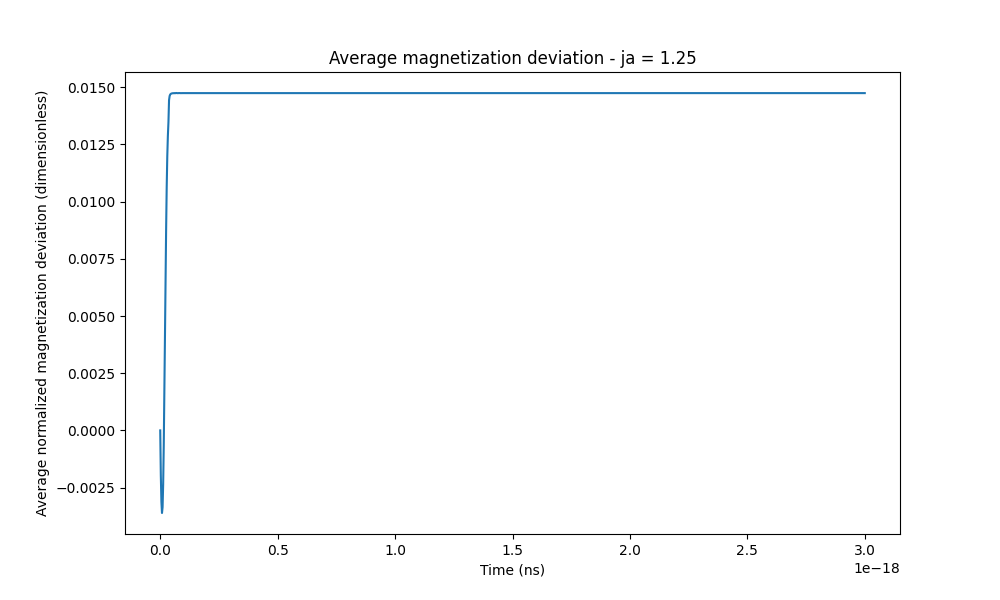 Average magnetization deviation - ja = 1.25
Average normalized magnetization deviation (dimensionless)
0.0150
0.0125
0.0100
0.0075
0.0050
0.0025
0.0000
−0.0025
0.0 0.5 1.0 1.5 2.0 2.5 3.0
1e−18
Time (ns)